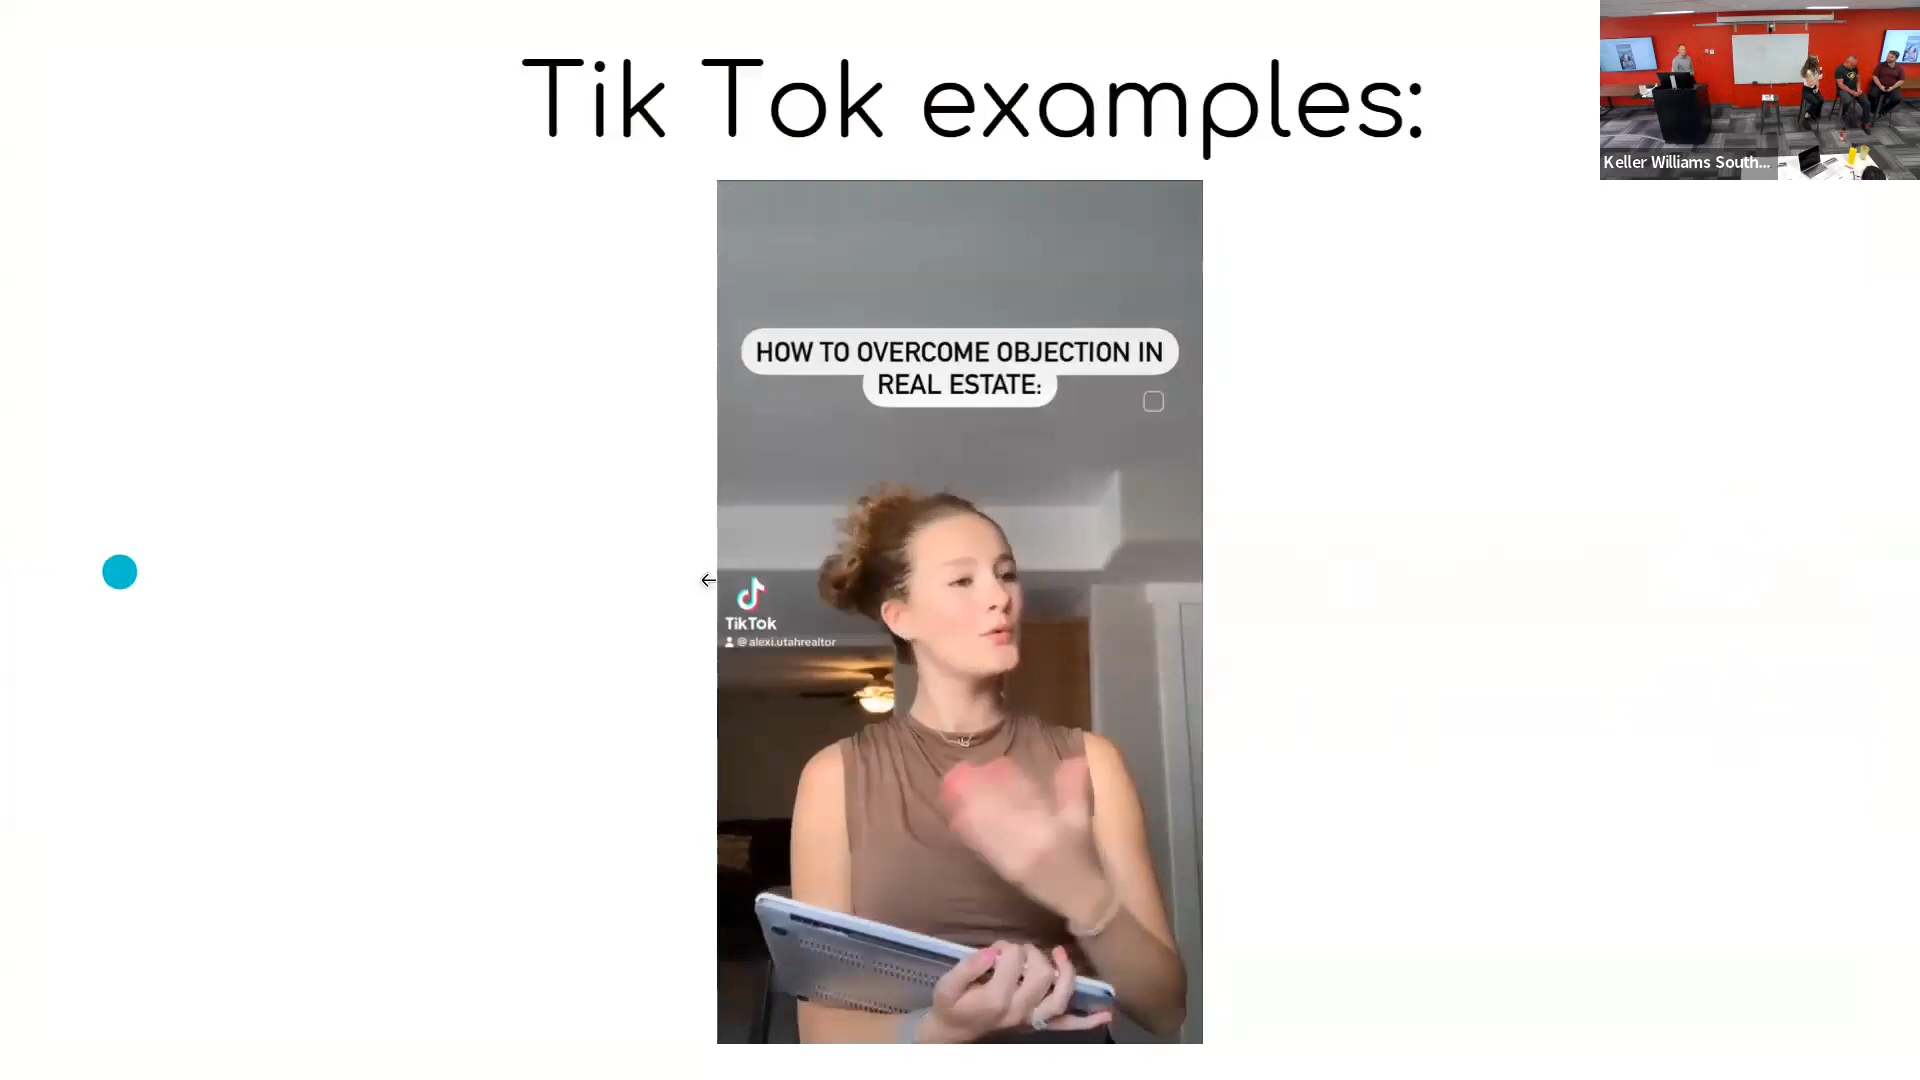 Tik Tok examples:
Keller Williams South...
HOW TO OVERCOME OBJECTION IN
REAL ESTATE:
TikTok
@alexi.utahrealtor